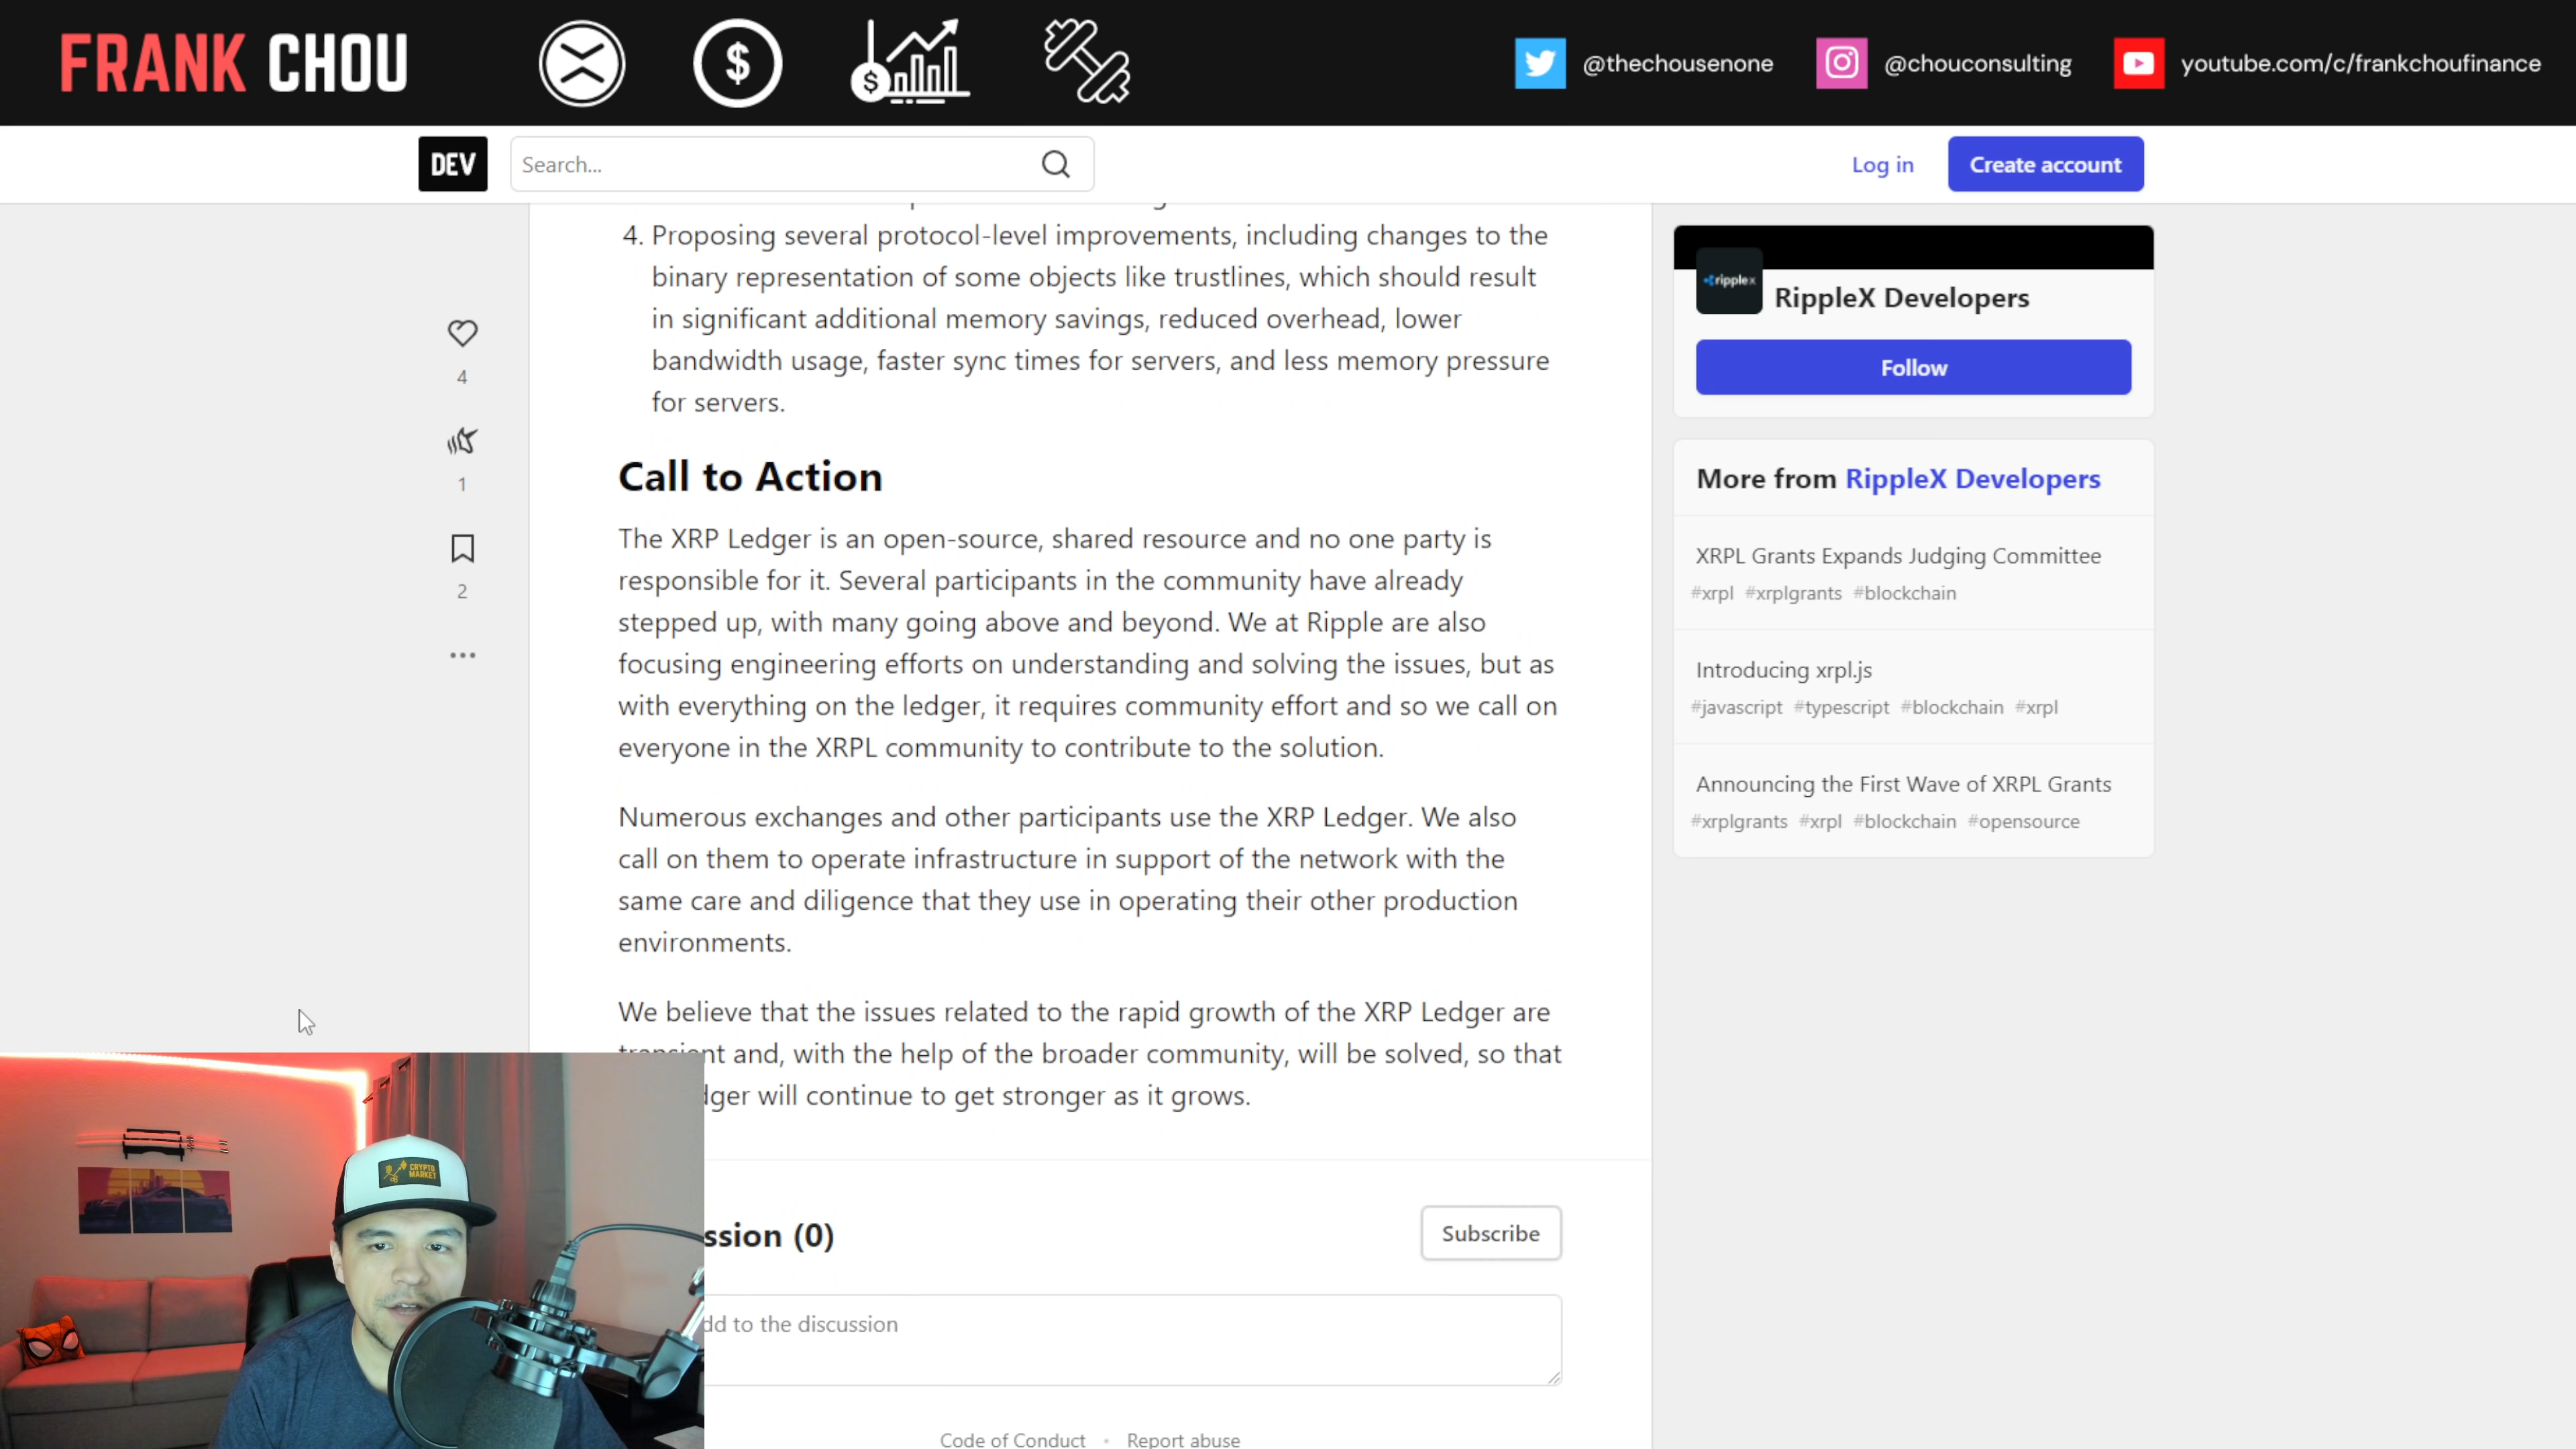 FRANK CHOU
@thechousenone
@chouconsulting
youtube.com/c/frankchoufinance
DEV
Search...
Log in
Create account
4. Proposing several protocol-level improvements, including changes to the
binary representation of some objects like trustlines, which should result
in significant additional memory savings, reduced overhead, lower
bandwidth usage, faster sync times for servers, and less memory pressure
for servers.
4
1
2
Call to Action
The XRP Ledger is an open-source, shared resource and no one party is
responsible for it. Several participants in the community have already
stepped up, with many going above and beyond. We at Ripple are also
focusing engineering efforts on understanding and solving the issues, but as
with everything on the ledger, it requires community effort and so we call on
everyone in the XRPL community to contribute to the solution.
Numerous exchanges and other participants use the XRP Ledger. We also
call on them to operate infrastructure in support of the network with the
same care and diligence that they use in operating their other production
environments.
We believe that the issues related to the rapid growth of the XRP Ledger are
and, with the help of the broader community, will be solved, so that
will continue to get stronger as it grows.
(0)
Subscribe
to the discussion
Code of Conduct • Report abuse
ripplex
RippleX Developers
Follow
More from RippleX Developers
XRPL Grants Expands Judging Committee
#xrpl #xrplgrants #blockchain
Introducing xrpl.js
#javascript #typescript #blockchain #xrpl
Announcing the First Wave of XRPL Grants
#xrplgrants #xrpl #blockchain #opensource
CRYPTO
MARKET